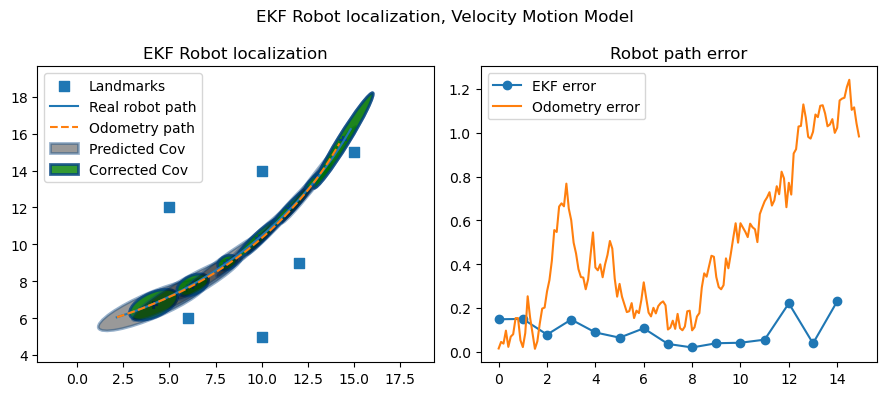 EKF Robot localization, Velocity Motion Model
EKF Robot localization
Landmarks
Real robot path
Odometry path
Predicted Cov
Corrected Cov
18
16
14
12
10
8
6
4
0.0 2.5 5.0 7.5 10.0 12.5 15.0 17.5
Robot path error
EKF error
Odometry error
1.2
1.0
0.8
0.6
0.4
0.2
0.0
0 2 4 6 8 10 12 14